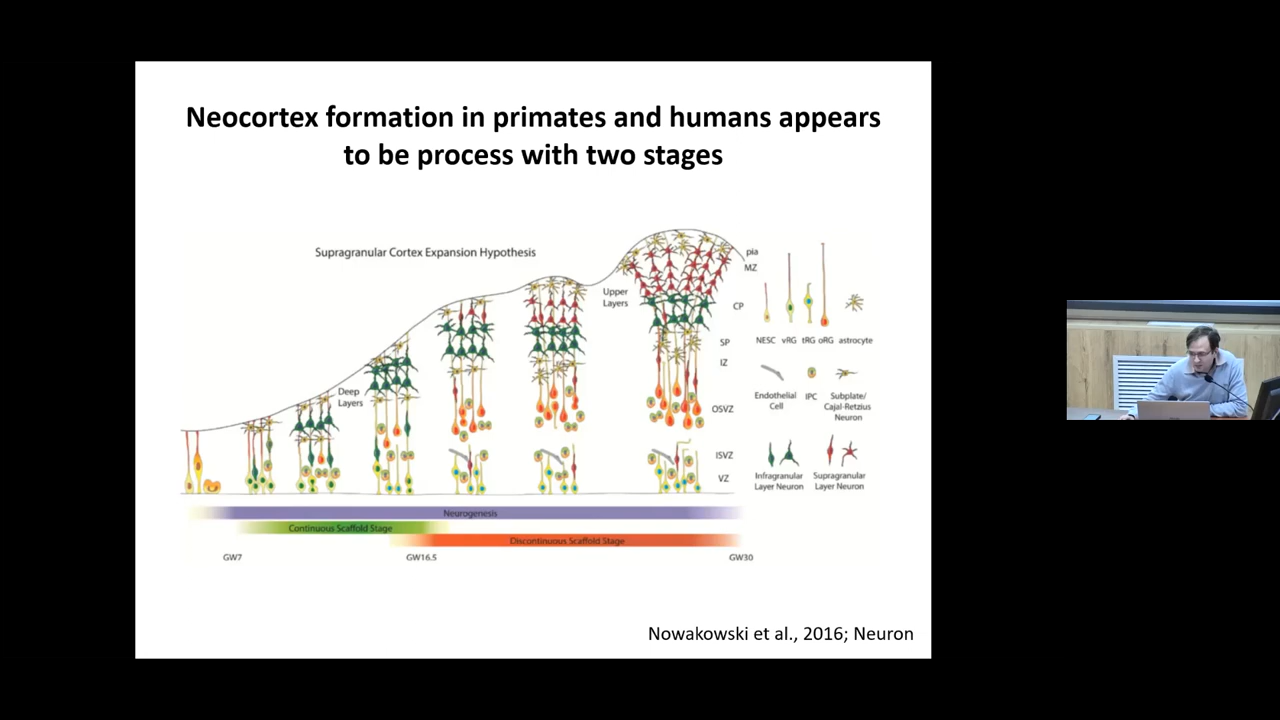 Neocortex formation in primates and humans appears
to be process with two stages
Supragranular Cortex Expansion Hypothesis
pia
MZ
Upper
Layers
CP
SP
NESC vRG tRG oRG astrocyte
IZ
Deep
Layers
Endothelial
Cell
IPC
Subplate/
Cajal-Retzius
Neuron
OSVZ
ISVZ
VZ
Infragranular
Layer Neuron
Supragranular
Layer Neuron
Neurogenesis
Continuous Scaffold Stage
Discontinuous Scaffold Stage
GW7
GW16.5
GW30
Nowakowski et al., 2016; Neuron